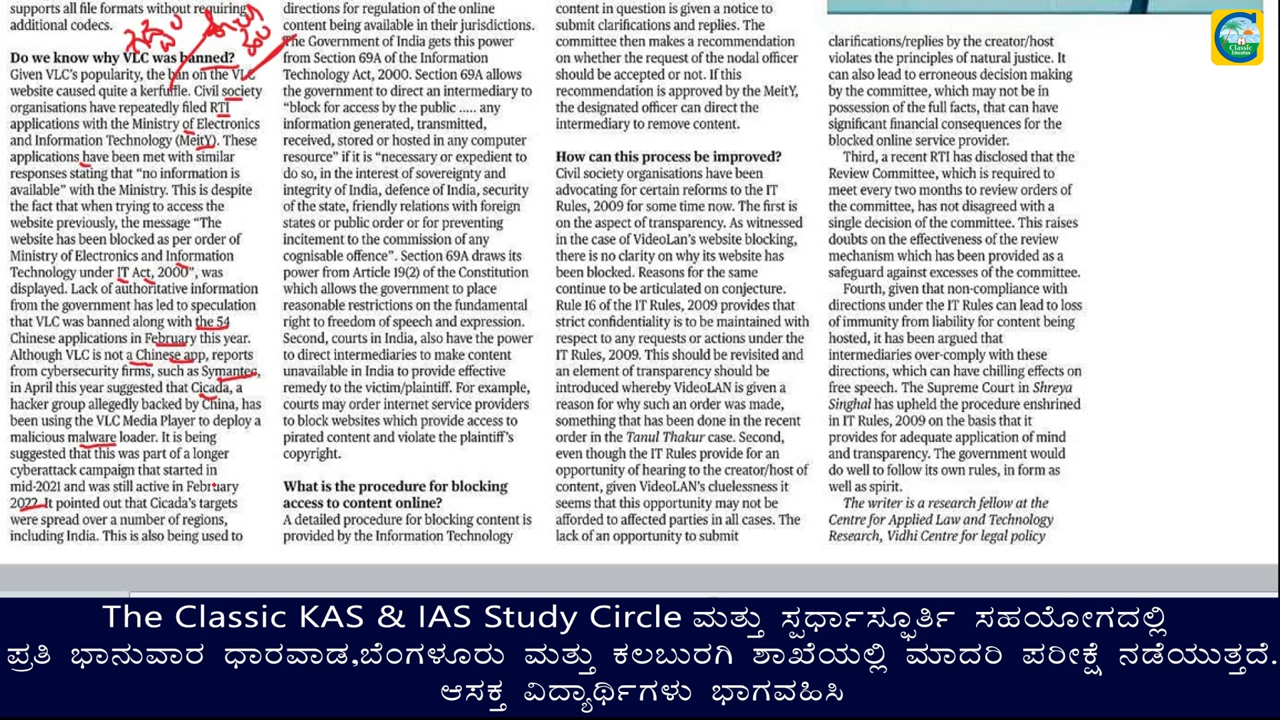 supports all file formats without requiring
additional codecs.
Do we know why VLC was banned?
Given VLC's popularity, the ban on the VLC
website caused quite a kerfuffle. Civil society
organisations have repeatedly filed RTI
applications with the Ministry of Electronics
and Information Technology (MeitY). These
applications have been met with similar
responses stating that “no information is
available” with the Ministry. This is despite
the fact that when trying to access the
website previously, the message “The
website has been blocked as per order of
Ministry of Electronics and Information
Technology under IT Act, 2000”, was
displayed. Lack of authoritative information
from the government has led to speculation
that VLC was banned along with the 54
Chinese applications in February this year.
Although VLC is not a Chinese app, reports
from cybersecurity firms, such as Symantec,
in April this year suggested that Cicada, a
hacker group allegedly backed by China, has
been using the VLC Media Player to deploy a
malicious malware loader. It is being
suggested that this was part of a longer
cyberattack campaign that started in
mid-2021 and was still active in February
2022. It pointed out that Cicada's targets
were spread over a number of regions,
including India. This is also being used to
directions for regulation of the online
content being available in their jurisdictions.
The Government of India gets this power
from Section 69A of the Information
Technology Act, 2000. Section 69A allows
the government to direct an intermediary to
“block for access by the public ..... any
information generated, transmitted,
received, stored or hosted in any computer
resource” if it is “necessary or expedient to
do so, in the interest of sovereignty and
integrity of India, defence of India, security
of the state, friendly relations with foreign
states or public order or for preventing
incitement to the commission of any
cognisable offence”. Section 69A draws its
power from Article 19(2) of the Constitution
which allows the government to place
reasonable restrictions on the fundamental
right to freedom of speech and expression.
Second, courts in India, also have the power
to direct intermediaries to make content
unavailable in India to provide effective
remedy to the victim/plaintiff. For example,
courts may order internet service providers
to block websites which provide access to
pirated content and violate the plaintiff's
copyright.
What is the procedure for blocking
access to content online?
A detailed procedure for blocking content is
provided by the Information Technology
content in question is given a notice to
submit clarifications and replies. The
committee then makes a recommendation
on whether the request of the nodal officer
should be accepted or not. If this
recommendation is approved by the MeitY,
the designated officer can direct the
intermediary to remove content.
How can this process be improved?
Civil society organisations have been
advocating for certain reforms to the IT
Rules, 2009 for some time now. The first is
on the aspect of transparency. As witnessed
in the case of VideoLan's website blocking,
there is no clarity on why its website has
been blocked. Reasons for the same
continue to be articulated on conjecture.
Rule 16 of the IT Rules, 2009 provides that
strict confidentiality is to be maintained with
respect to any requests or actions under the
IT Rules, 2009. This should be revisited and
an element of transparency should be
introduced whereby VideoLAN is given a
reason for why such an order was made,
something that has been done in the recent
order in the Tanul Thakur case. Second,
even though the IT Rules provide for an
opportunity of hearing to the creator/host of
content, given VideoLAN's cluelessness it
seems that this opportunity may not be
afforded to affected parties in all cases. The
lack of an opportunity to submit
clarifications/replies by the creator/host
violates the principles of natural justice. It
can also lead to erroneous decision making
by the committee, which may not be in
possession of the full facts, that can have
significant financial consequences for the
blocked online service provider.
Third, a recent RTI has disclosed that the
Review Committee, which is required to
meet every two months to review orders of
the committee, has not disagreed with a
single decision of the committee. This raises
doubts on the effectiveness of the review
mechanism which has been provided as a
safeguard against excesses of the committee.
Fourth, given that non-compliance with
directions under the IT Rules can lead to loss
of immunity from liability for content being
hosted, it has been argued that
intermediaries over-comply with these
directions, which can have chilling effects on
free speech. The Supreme Court in Shreya
Singhal has upheld the procedure enshrined
in IT Rules, 2009 on the basis that it
provides for adequate application of mind
and transparency. The government would
do well to follow its own rules, in form as
well as spirit.
The writer is a research fellow at the
Centre for Applied Law and Technology
Research, Vidhi Centre for legal policy
Classic
Education
The Classic KAS & IAS Study Circle ಮತ್ತು ಸ್ಪರ್ಧಾಸ್ಫೂರ್ತಿ ಸಹಯೋಗದಲ್ಲಿ
ಪ್ರತಿ ಭಾನುವಾರ ಧಾರವಾಡ,ಬೆಂಗಳೂರು ಮತ್ತು ಕಲಬುರಗಿ ಶಾಖೆಯಲ್ಲಿ ಮಾದರಿ ಪರೀಕ್ಷೆ ನಡೆಯುತ್ತದೆ.
ಆಸಕ್ತ ವಿದ್ಯಾರ್ಥಿಗಳು ಭಾಗವಹಿಸಿ